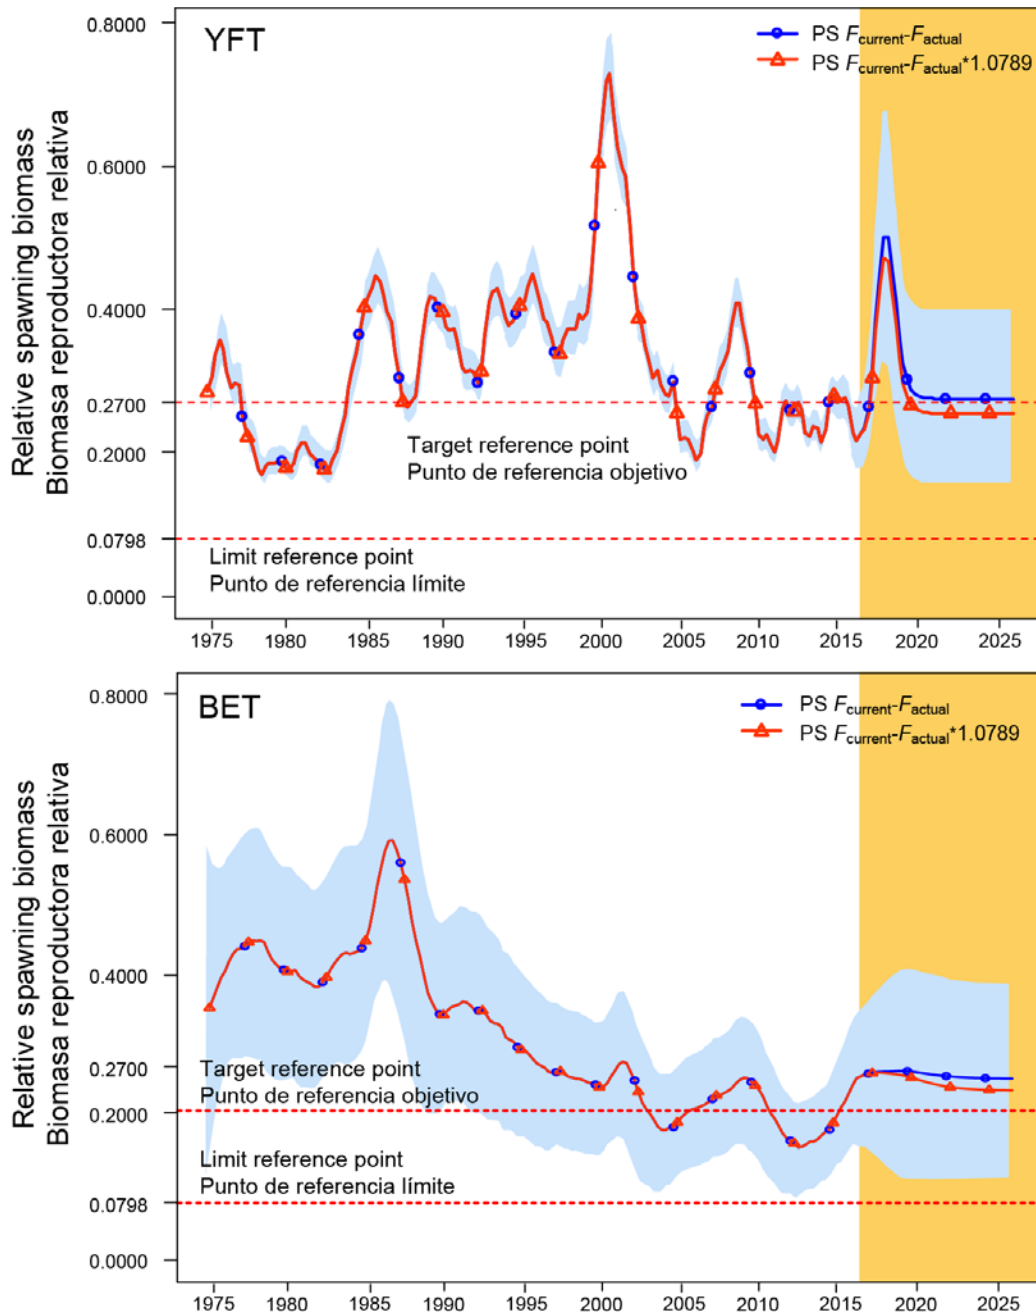 Relative spawning biomass
Biomasa reproductora relativa
YFT
PS Fcurrent-Factual
PS Fcurrent-Factual*1.0789
0.8000
0.6000
0.4000
0.2700
0.2000
0.0798
0.0000
Target reference point
Punto de referencia objetivo
Limit reference point
Punto de referencia límite
1975 1980 1985 1990 1995 2000 2005 2010 2015 2020 2025
Relative spawning biomass
Biomasa reproductora relativa
BET
PS Fcurrent-Factual
PS Fcurrent-Factual*1.0789
0.8000
0.6000
0.4000
0.2700
0.2000
0.0798
0.0000
Target reference point
Punto de referencia objetivo
Limit reference point
Punto de referencia límite
1975 1980 1985 1990 1995 2000 2005 2010 2015 2020 2025